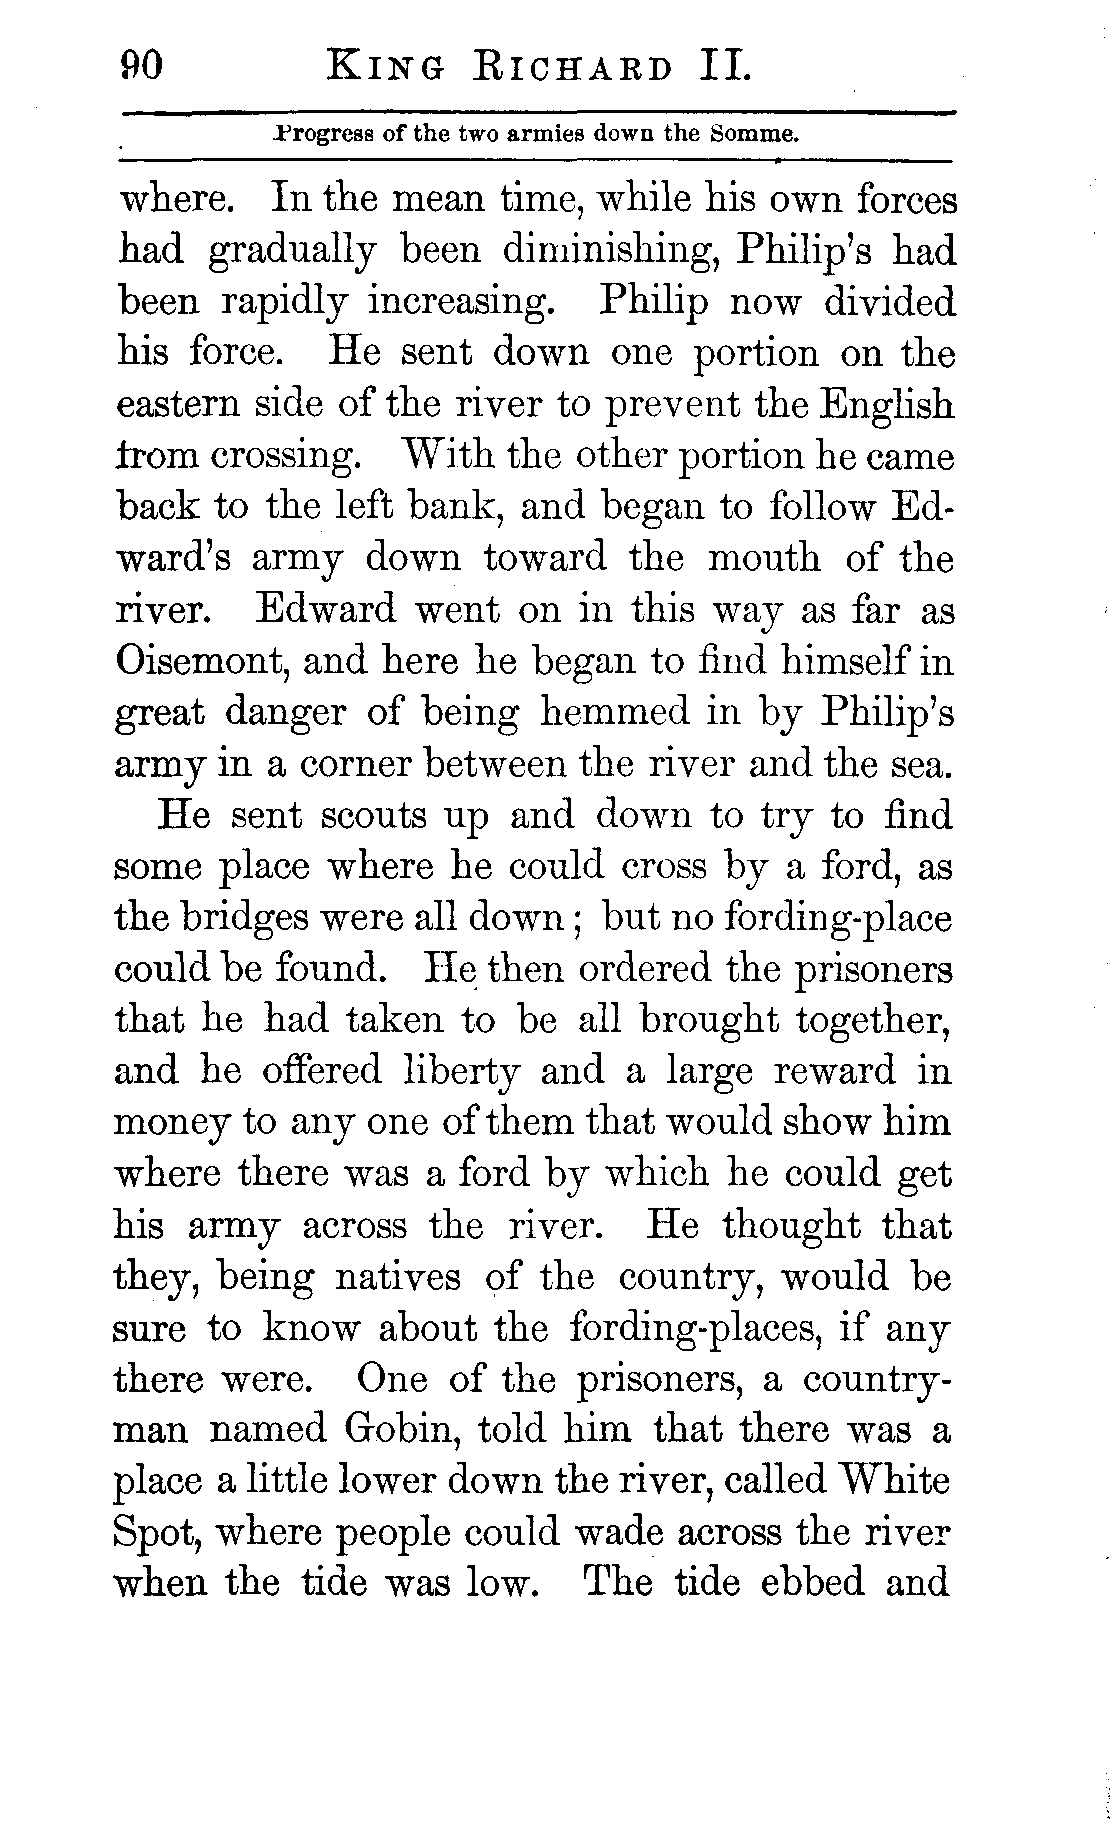 90 KING RICHARD II.
Progress of the two armies down the Somme.
where. In the mean time, while his own forces
had gradually been diminishing, Philip's had
been rapidly increasing. Philip now divided
his force. He sent down one portion on the
eastern side of the river to prevent the English
from crossing. With the other portion he came
back to the left bank, and began to follow Ed-
ward's army down toward the mouth of the
river. Edward went on in this way as far as
Oisemont, and here he began to find himself in
great danger of being hemmed in by Philip's
army in a corner between the river and the sea.
He sent scouts up and down to try to find
some place where he could cross by a ford, as
the bridges were all down; but no fording-place
could be found. He then ordered the prisoners
that he had taken to be all brought together,
and he offered liberty and a large reward in
money to any one of them that would show him
where there was a ford by which he could get
his army across the river. He thought that
they, being natives of the country, would be
sure to know about the fording-places, if any
there were. One of the prisoners, a country-
man named Gobin, told him that there was a
place a little lower down the river, called White
Spot, where people could wade across the river
when the tide was low. The tide ebbed and